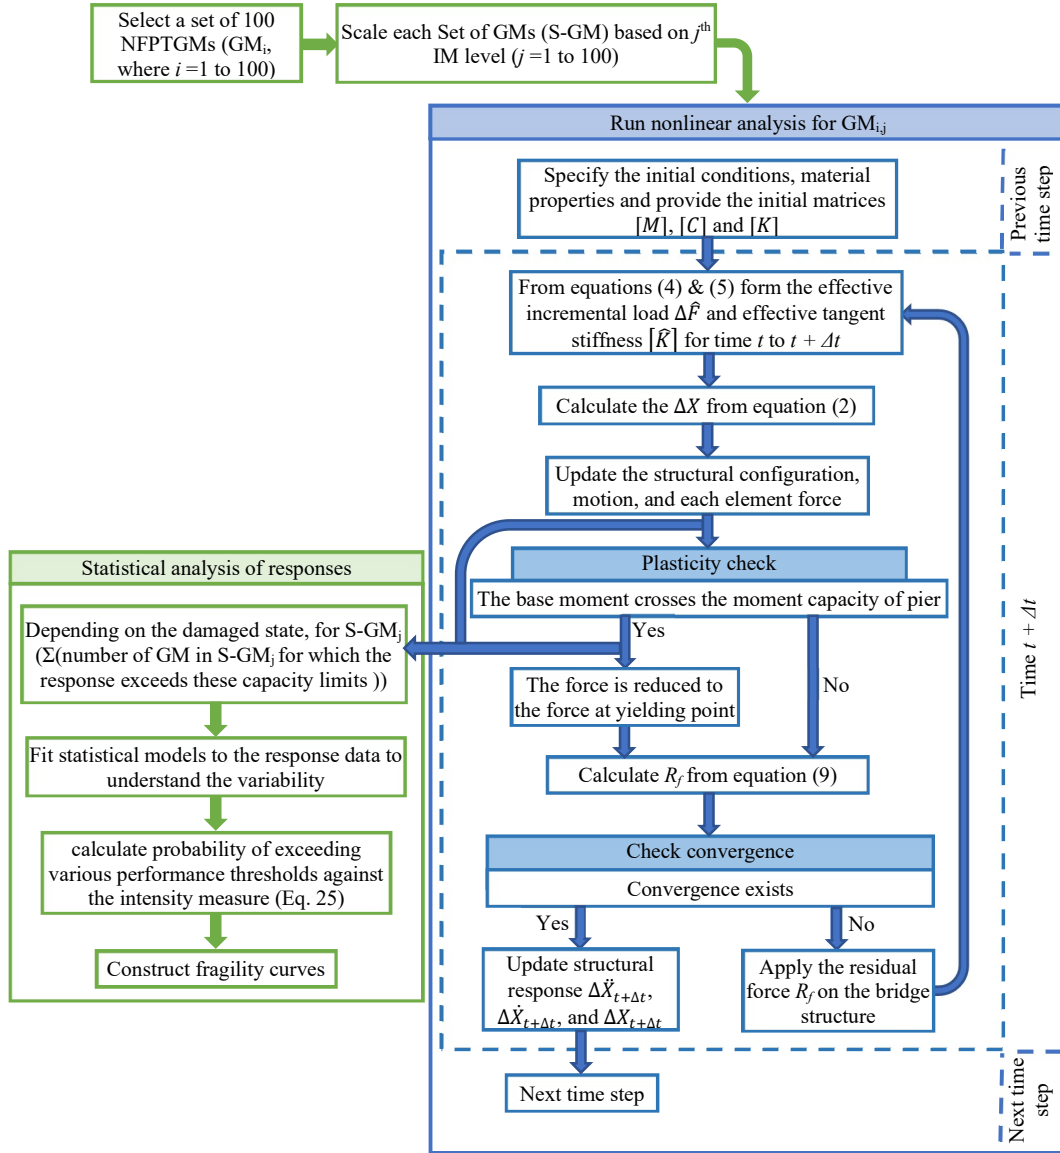 Select a set of 100
NFPTGMs (GMi,
where i =1 to 100)
Scale each Set of GMs (S-GM) based on jth
IM level (j =1 to 100)
Run nonlinear analysis for GMi,j
Specify the initial conditions, material
properties and provide the initial matrices
[M], [C] and [K]
Previous
time step
From equations (4) & (5) form the effective
incremental load ΔF̂ and effective tangent
stiffness [K̂] for time t to t + Δt
Calculate the ΔX from equation (2)
Update the structural configuration,
motion, and each element force
Plasticity check
The base moment crosses the moment capacity of pier
Yes
No
The force is reduced to
the force at yielding point
Calculate Rf from equation (9)
Check convergence
Convergence exists
Yes
No
Update structural
response ΔẌt+Δt,
ΔẊt+Δt, and ΔXt+Δt
Apply the residual
force Rf on the bridge
structure
Time t + Δt
Next time step
Next time
step
Statistical analysis of responses
Depending on the damaged state, for S-GMj
(Σ(number of GM in S-GMj for which the
response exceeds these capacity limits ))
Fit statistical models to the response data to
understand the variability
calculate probability of exceeding
various performance thresholds against
the intensity measure (Eq. 25)
Construct fragility curves